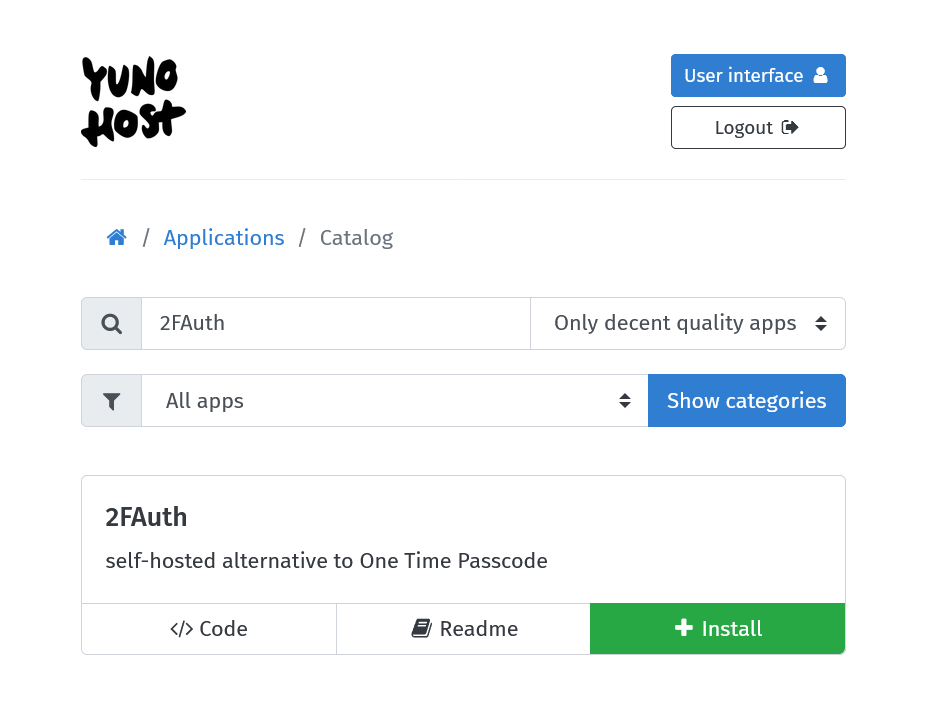 YUNO
HOST
User interface
Logout
/ Applications / Catalog
2FAuth
Only decent quality apps
All apps
Show categories
2FAuth
self-hosted alternative to One Time Passcode
</> Code
Readme
Install